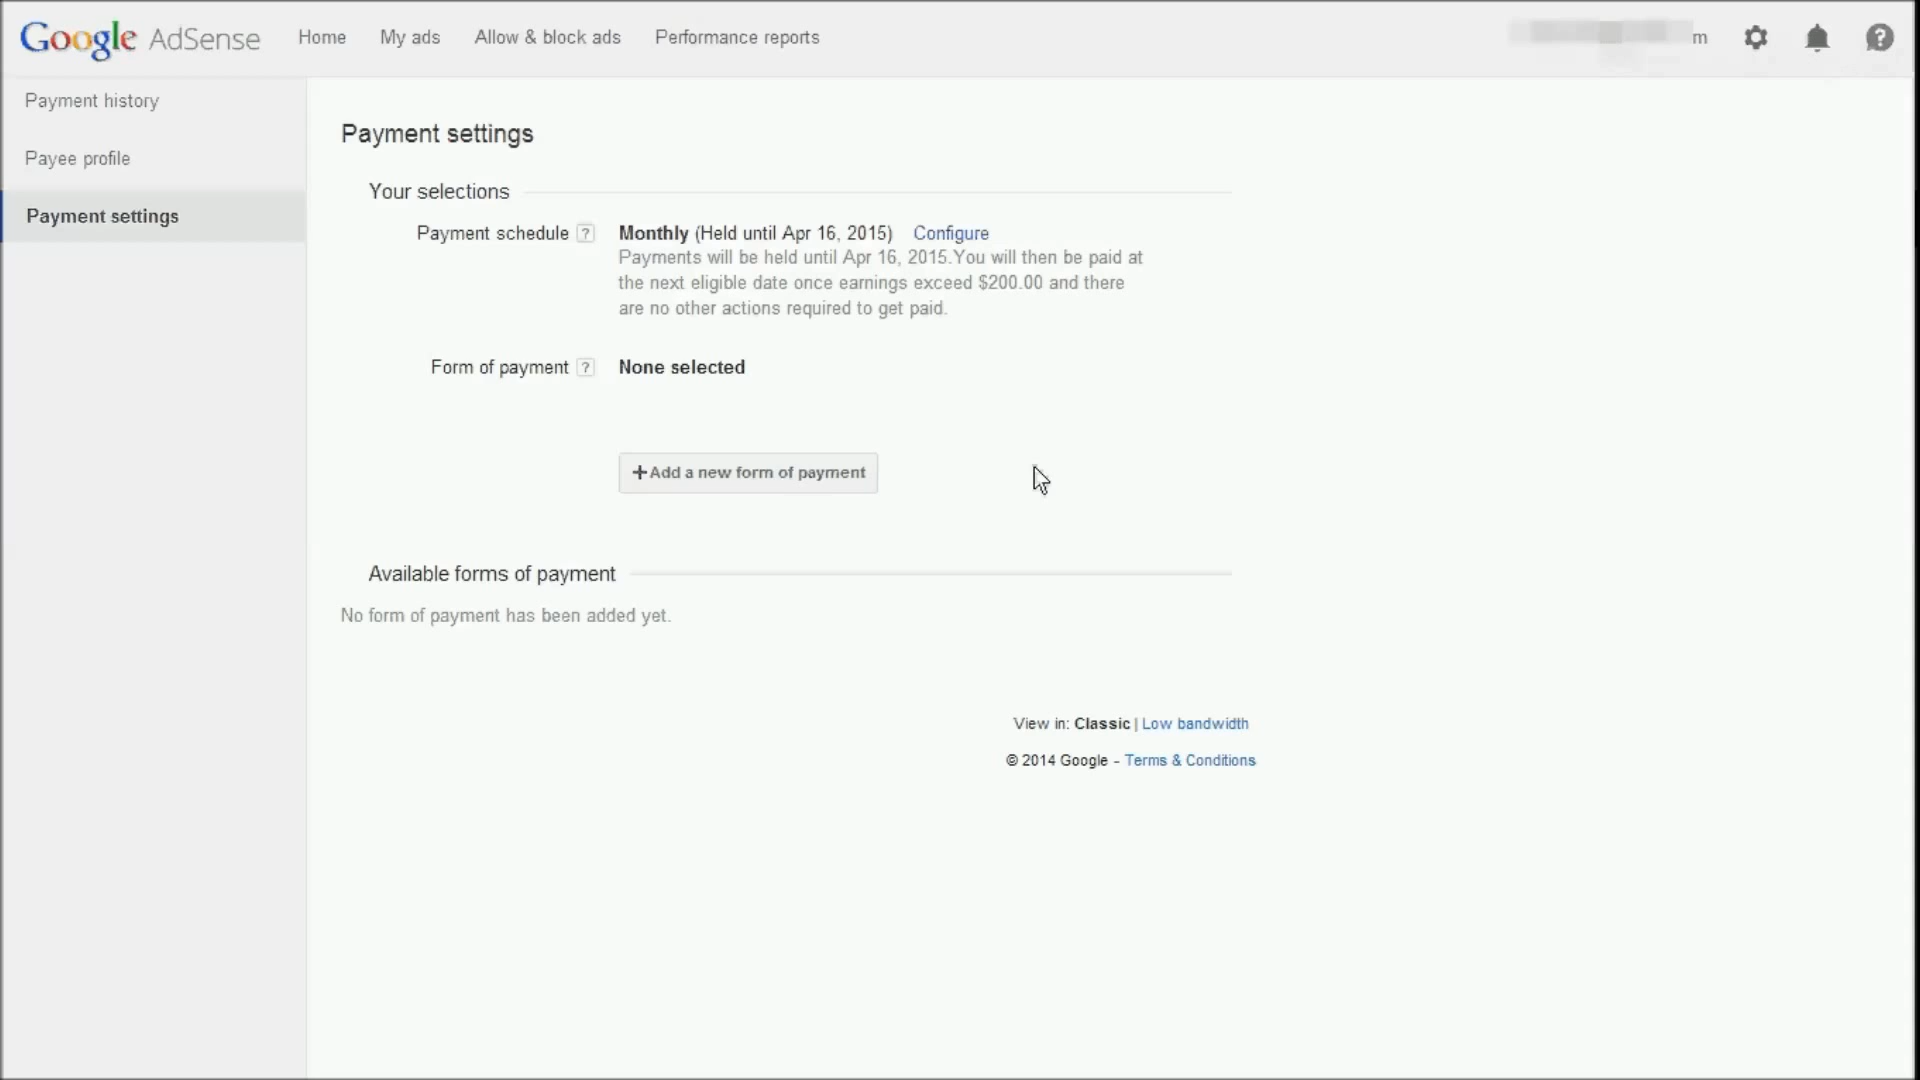 Google AdSense Home My ads Allow & block ads Performance reports m
Payment history
Payee profile
Payment settings
Payment settings
Your selections
Payment schedule ? Monthly (Held until Apr 16, 2015) Configure
Payments will be held until Apr 16, 2015.You will then be paid at
the next eligible date once earnings exceed $200.00 and there
are no other actions required to get paid.
Form of payment ? None selected
+Add a new form of payment
Available forms of payment
No form of payment has been added yet.
View in: Classic | Low bandwidth
© 2014 Google - Terms & Conditions